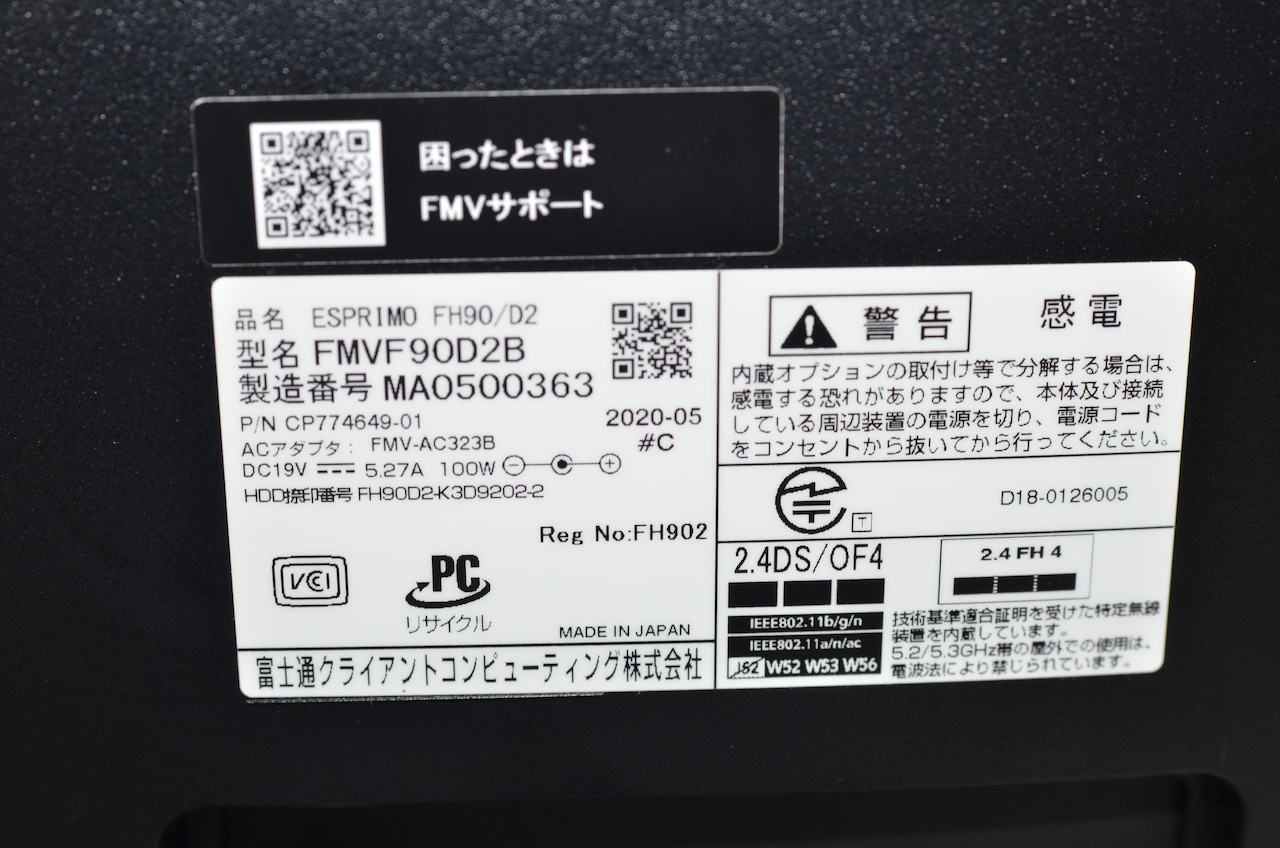 困ったときは
FMVサポート
品名 ESPRIMO FH90/D2
型名 FMVF90D2B
製造番号 MA0500363
P/N CP774649-01
2020-05
ACアダプタ: FMV-AC323B
#C
DC19V 5.27A 100W
HDD捺印番号 FH90D2-K3D9202-2
Reg No:FH902
VCCI
PC
リサイクル
MADE IN JAPAN
富士通クライアントコンピューティング株式会社
警告
感電
内蔵オプションの取付け等で分解する場合は、
感電する恐れがありますので、本体及び接続
している周辺装置の電源を切り、電源コード
をコンセントから抜いてから行ってください。
T
D18-0126005
2.4DS/OF4
2.4 FH 4
IEEE802.11b/g/n
IEEE802.11a/n/ac
J52 W52 W53 W56
技術基準適合証明を受けた特定無線
装置を内蔵しています。
5.2/5.3GHz帯の屋外での使用は、
電波法により禁じられています。